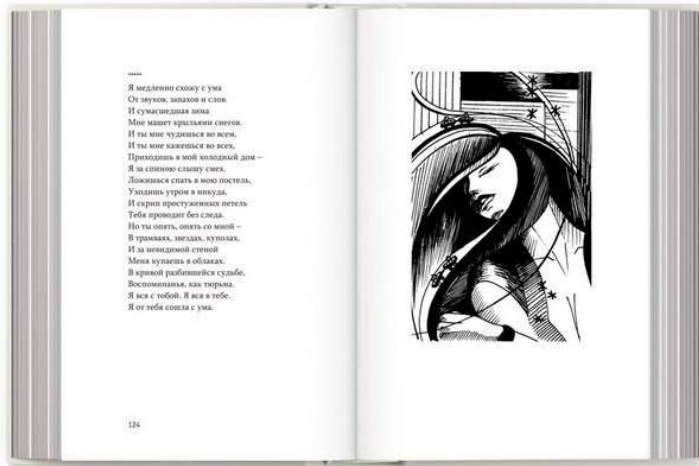 *****
Я медленно схожу с ума
От звуков, запахов и слов.
И сумасшедшая зима
Мне машет крыльями снегов.
И ты мне чудишься во всем,
И ты мне кажешься во всех,
Приходишь в мой холодный дом –
Я за спиною слышу смех,
Ложишься спать в мою постель,
Уходишь утром в никуда,
И скрип простуженных петель
Тебя проводит без следа.
Но ты опять, опять со мной –
В трамваях, звездах, куполах,
И за невидимой стеной
Меня купаешь в облаках.
В кривой разбившейся судьбе,
Воспоминанья, как тюрьма.
Я вся с тобой. Я вся в тебе.
Я от тебя сошла с ума.
124